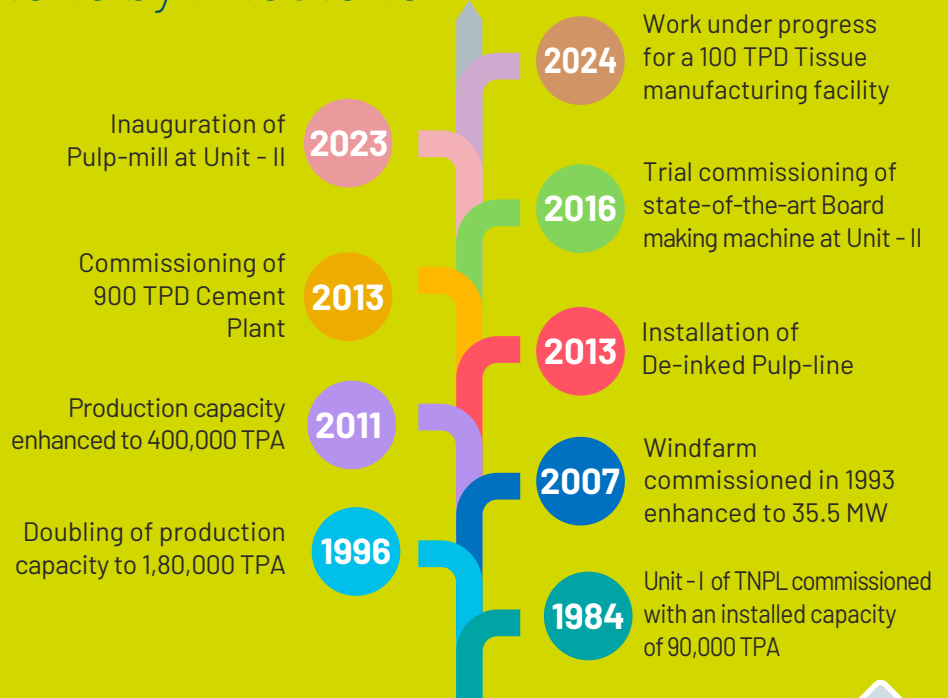 2024
Work under progress
for a 100 TPD Tissue
manufacturing facility
Inauguration of
Pulp-mill at Unit - II
2023
2016
Trial commissioning of
state-of-the-art Board
making machine at Unit - II
Commissioning of
900 TPD Cement
Plant
2013
2013
Installation of
De-inked Pulp-line
Production capacity
enhanced to 400,000 TPA
2011
2007
Windfarm
commissioned in 1993
enhanced to 35.5 MW
Doubling of production
capacity to 1,80,000 TPA
1996
1984
Unit - I of TNPL commissioned
with an installed capacity
of 90,000 TPA